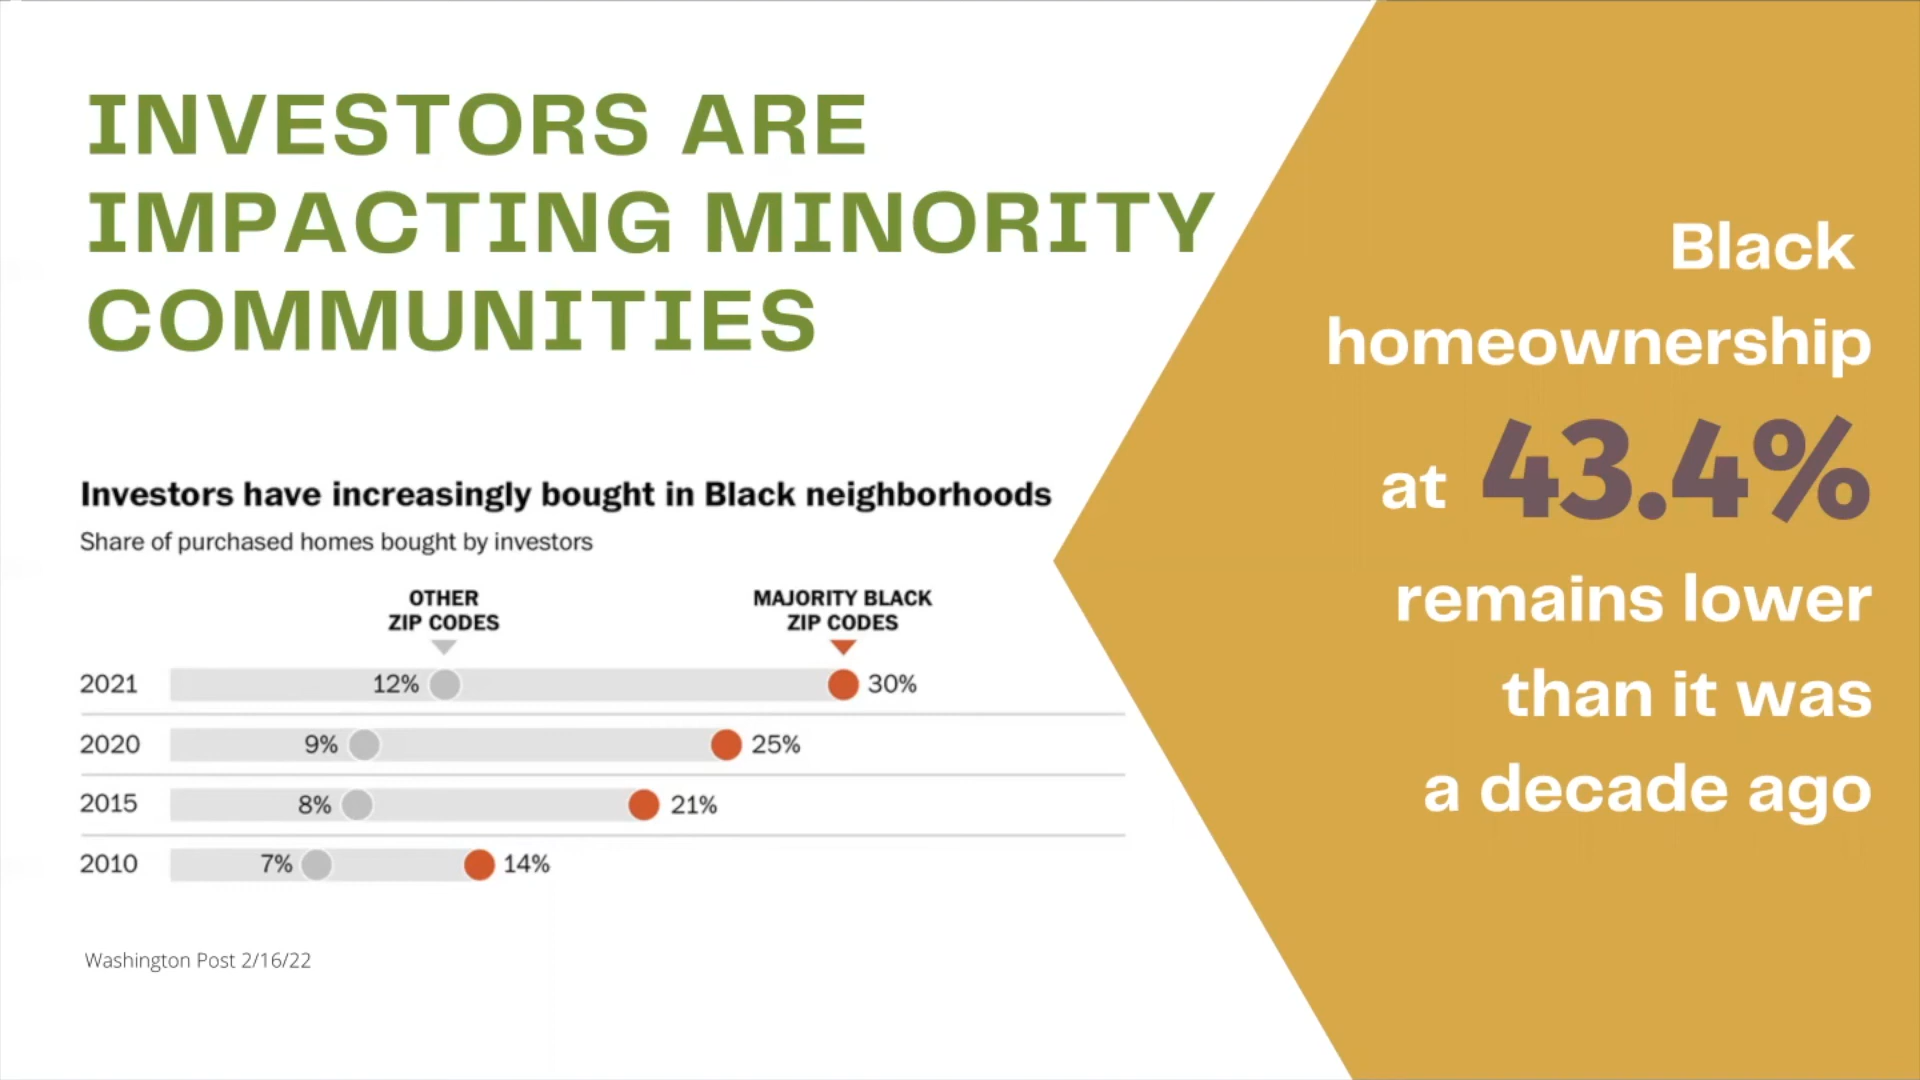 INVESTORS ARE
IMPACTING MINORITY
COMMUNITIES
Investors have increasingly bought in Black neighborhoods
Share of purchased homes bought by investors
OTHER
ZIP CODES
MAJORITY BLACK
ZIP CODES
2021 12% 30%
2020 9% 25%
2015 8% 21%
2010 7% 14%
Washington Post 2/16/22
Black
homeownership
at 43.4%
remains lower
than it was
a decade ago